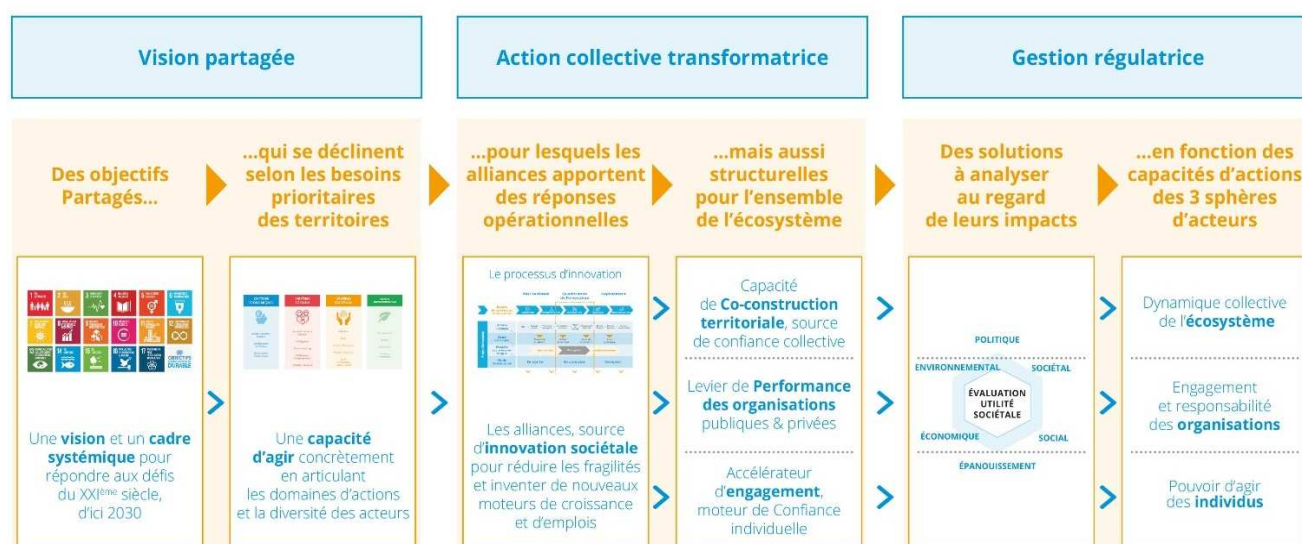 Vision partagée
Action collective transformatrice
Gestion régulatrice
Des objectifs
Partagés...
...qui se déclinent
selon les besoins
prioritaires
des territoires
...pour lesquels les
alliances apportent
des réponses
opérationnelles
...mais aussi
structurelles
pour l'ensemble
de l'écosystème
Des solutions
à analyser
au regard
de leurs impacts
...en fonction des
capacités d'actions
des 3 sphères
d'acteurs
Une vision et un cadre
systémique pour
répondre aux défis
du XXIème siècle,
d'ici 2030
Une capacité
d'agir concrètement
en articulant
les domaines d'actions
et la diversité des acteurs
Le processus d'innovation
Les alliances, source
d'innovation sociétale
pour réduire les fragilités
et inventer de nouveaux
moteurs de croissance
et d'emplois
Capacité
de Co-construction
territoriale, source
de confiance collective
Levier de Performance
des organisations
publiques & privées
Accélérateur
d'engagement,
moteur de Confiance
individuelle
POLITIQUE
ENVIRONNEMENTAL
SOCIÉTAL
ÉVALUATION
UTILITÉ
SOCIÉTALE
ÉCONOMIQUE
SOCIAL
ÉPANOUISSEMENT
Dynamique collective
de l'écosystème
Engagement
et responsabilité
des organisations
Pouvoir d'agir
des individus